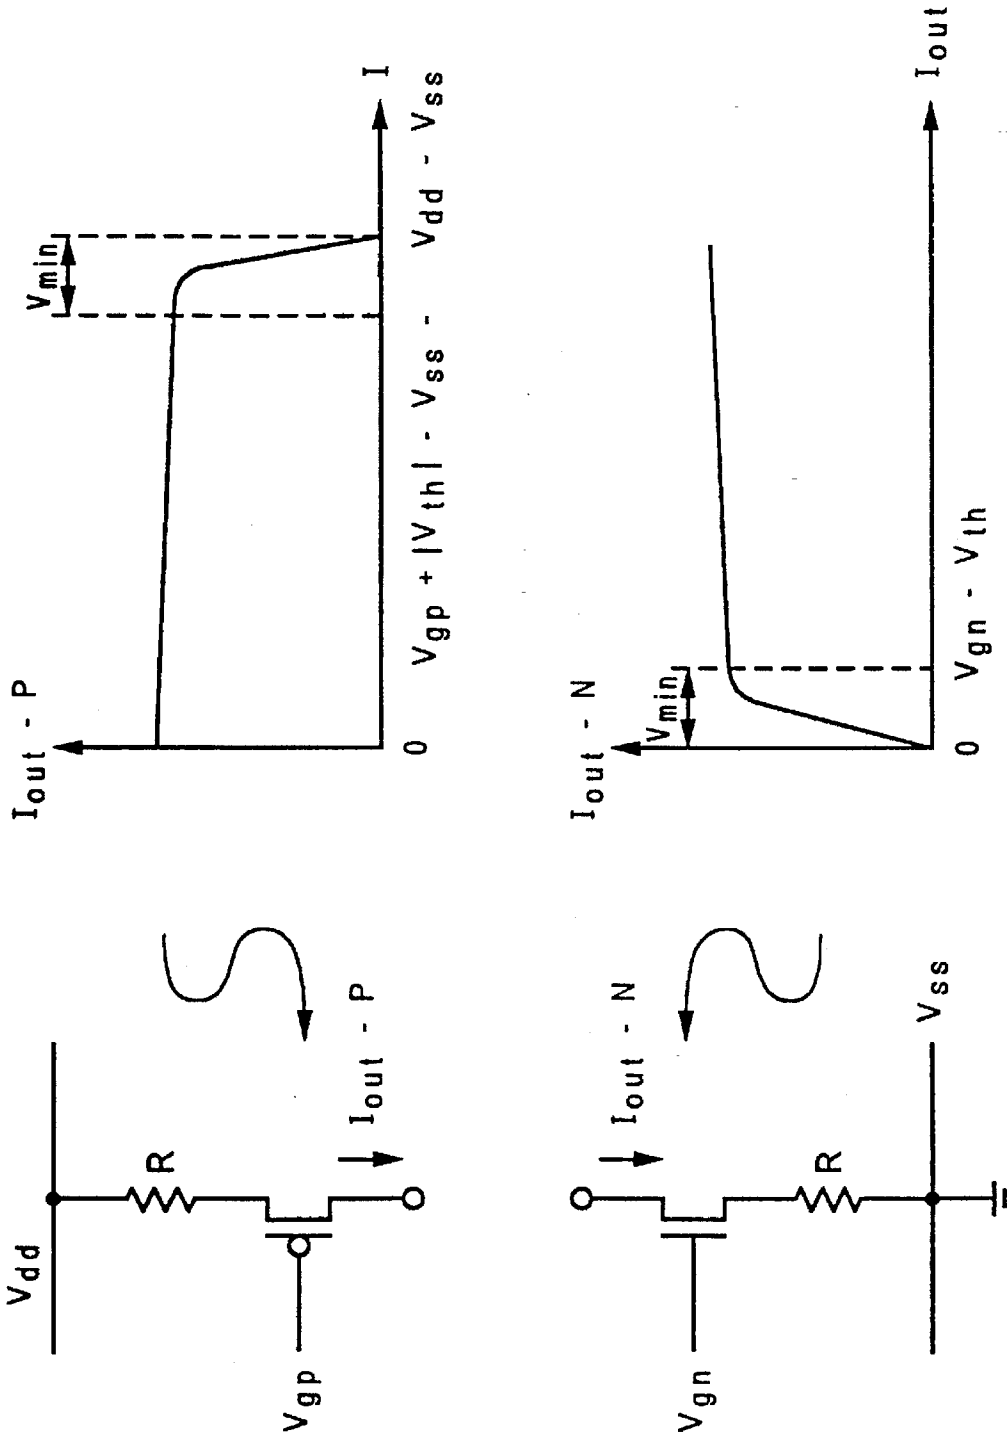 Vdd
R
Vgp
Iout - P
Iout - P
Vmin
I
0
Vgp + |Vth| - Vss -
Vdd - Vss
Iout - N
Vgn
R
Vss
Iout - N
Vmin
Iout
0
Vgn - Vth